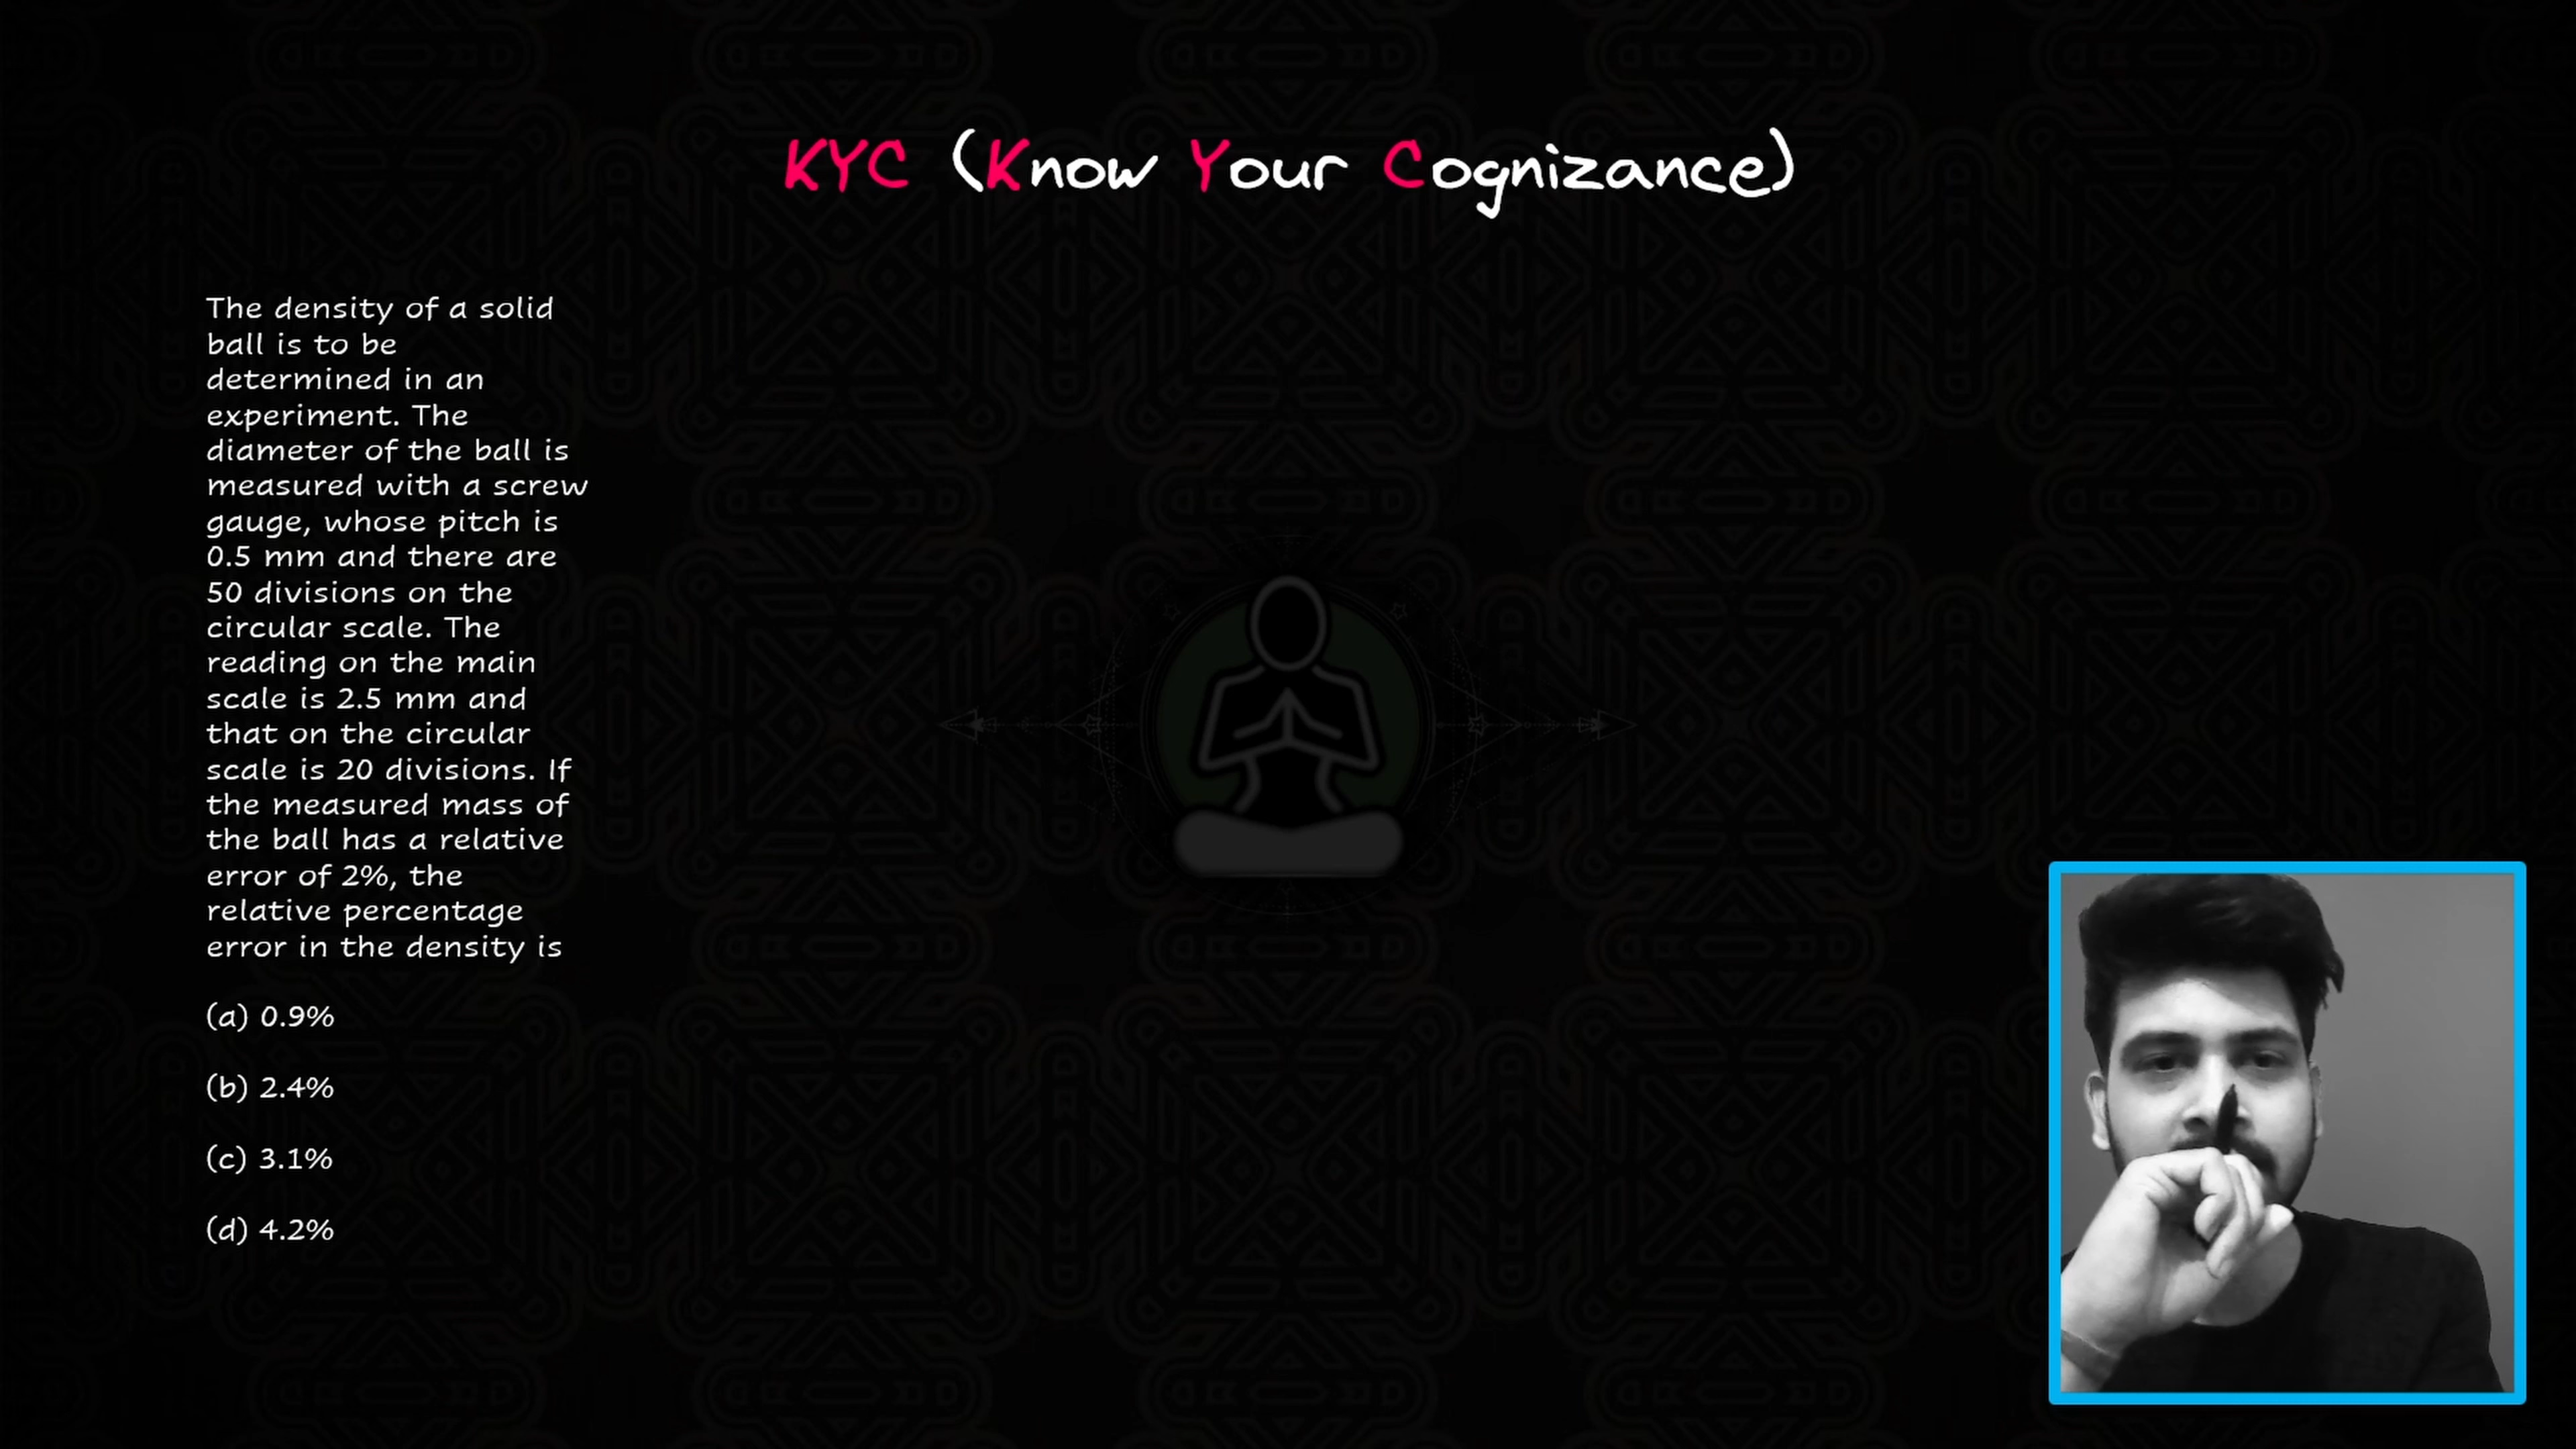 KYC (Know Your Cognizance)
The density of a solid
ball is to be
determined in an
experiment. The
diameter of the ball is
measured with a screw
gauge, whose pitch is
0.5 mm and there are
50 divisions on the
circular scale. The
reading on the main
scale is 2.5 mm and
that on the circular
scale is 20 divisions. If
the measured mass of
the ball has a relative
error of 2%, the
relative percentage
error in the density is
(a) 0.9%
(b) 2.4%
(c) 3.1%
(d) 4.2%